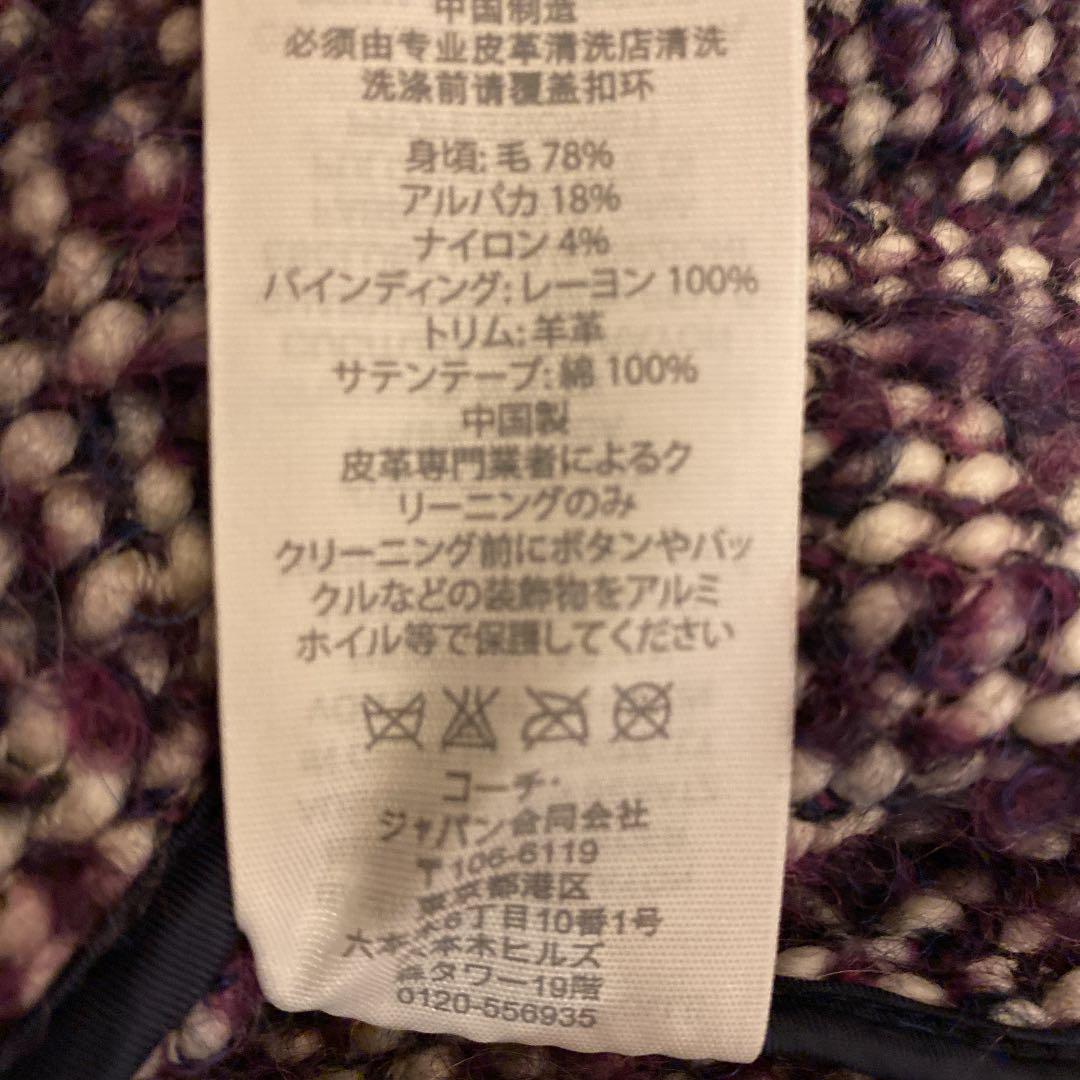 中国制造
必须由专业皮革清洗店清洗
洗涤前请覆盖扣环
身頃: 毛 78%
アルパカ 18%
ナイロン 4%
バインディング: レーヨン 100%
トリム: 羊革
サテンテープ: 綿 100%
中国製
皮革専門業者によるク
リーニングのみ
クリーニング前にボタンやバッ
クルなどの装飾物をアルミ
ホイル等で保護してください
コーチ・
ジャパン合同会社
〒106-6119
東京都港区
6丁目10番1号
六本木ヒルズ
森タワー19階
0120-556935